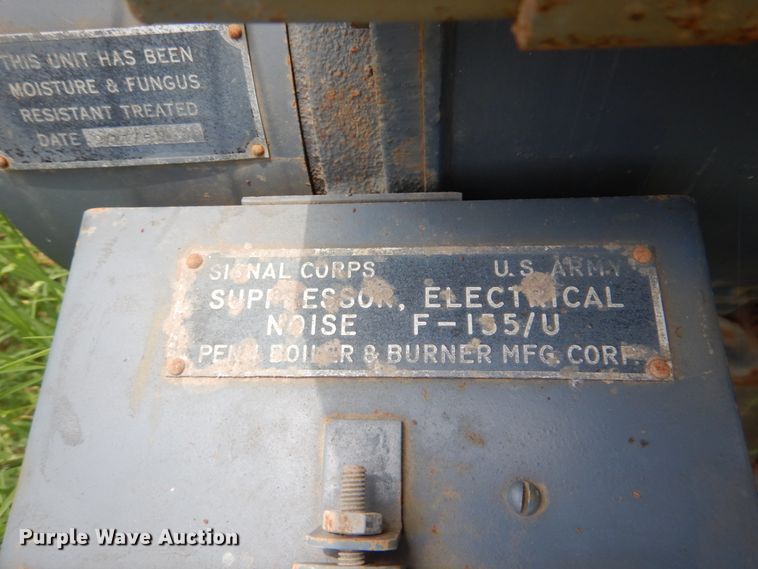 THIS UNIT HAS BEEN
MOISTURE & FUNGUS
RESISTANT TREATED
DATE
SIGNAL CORPS U.S. ARMY
SUPPRESSOR, ELECTRICAL
NOISE F-155/U
PENN BOILER & BURNER MFG. CORP.
Purple Wave Auction